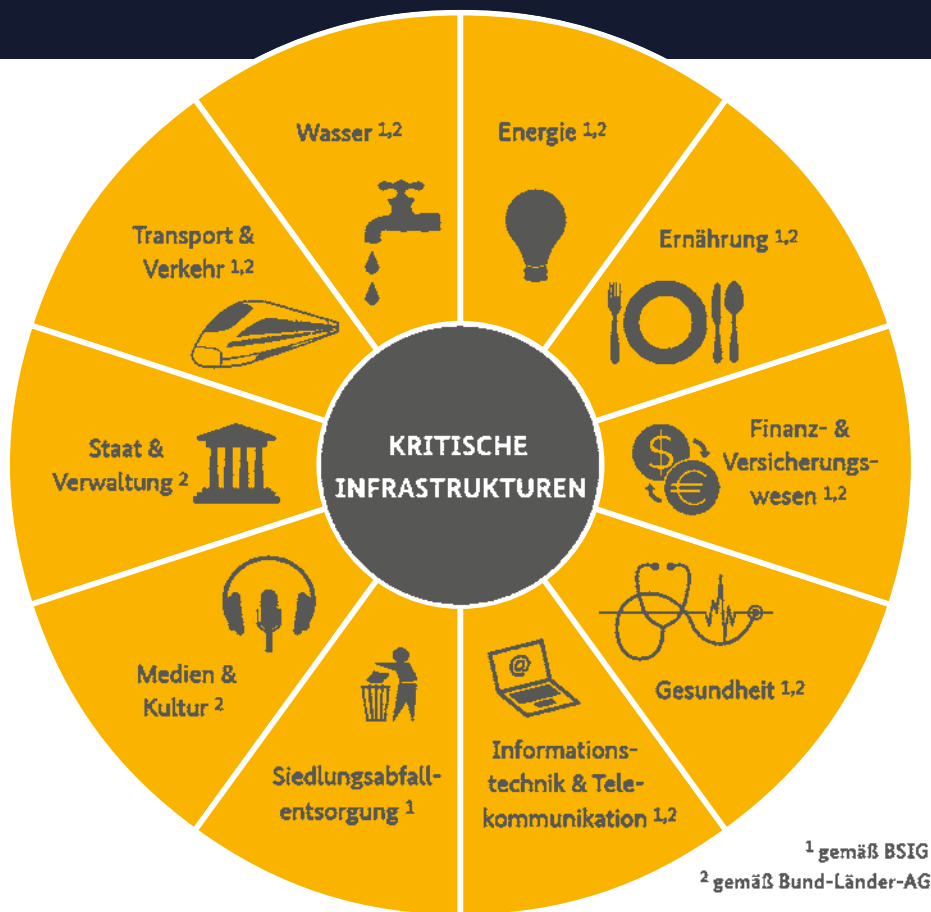 Wasser 1,2
Energie 1,2
Transport &
Verkehr 1,2
Ernährung 1,2
Staat &
Verwaltung 2
KRITISCHE
INFRASTRUKTUREN
$
€
Finanz- &
Versicherungs-
wesen 1,2
Medien &
Kultur 2
Gesundheit 1,2
Siedlungsabfall-
entsorgung 1
@
Informations-
technik & Tele-
kommunikation 1,2
1 gemäß BSIG
2 gemäß Bund-Länder-AG